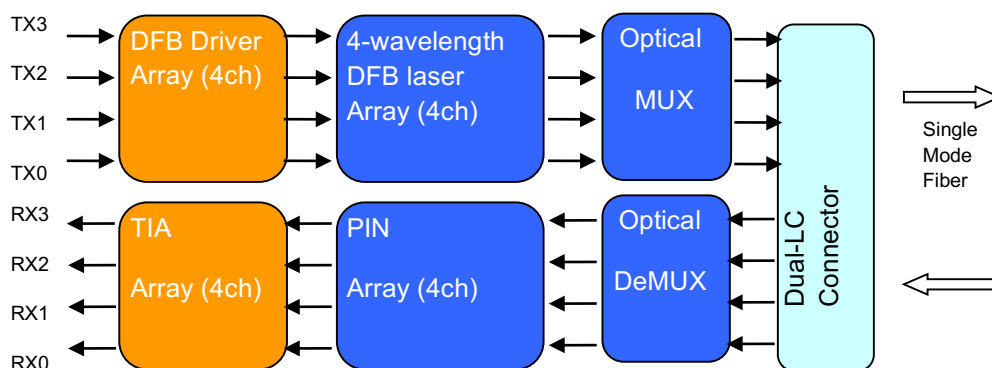 TX3
TX2
TX1
TX0
DFB Driver
Array (4ch)
4-wavelength
DFB laser
Array (4ch)
Optical
MUX
RX3
RX2
RX1
RX0
TIA
Array (4ch)
PIN
Array (4ch)
Optical
DeMUX
Dual-LC
Connector
Single
Mode
Fiber